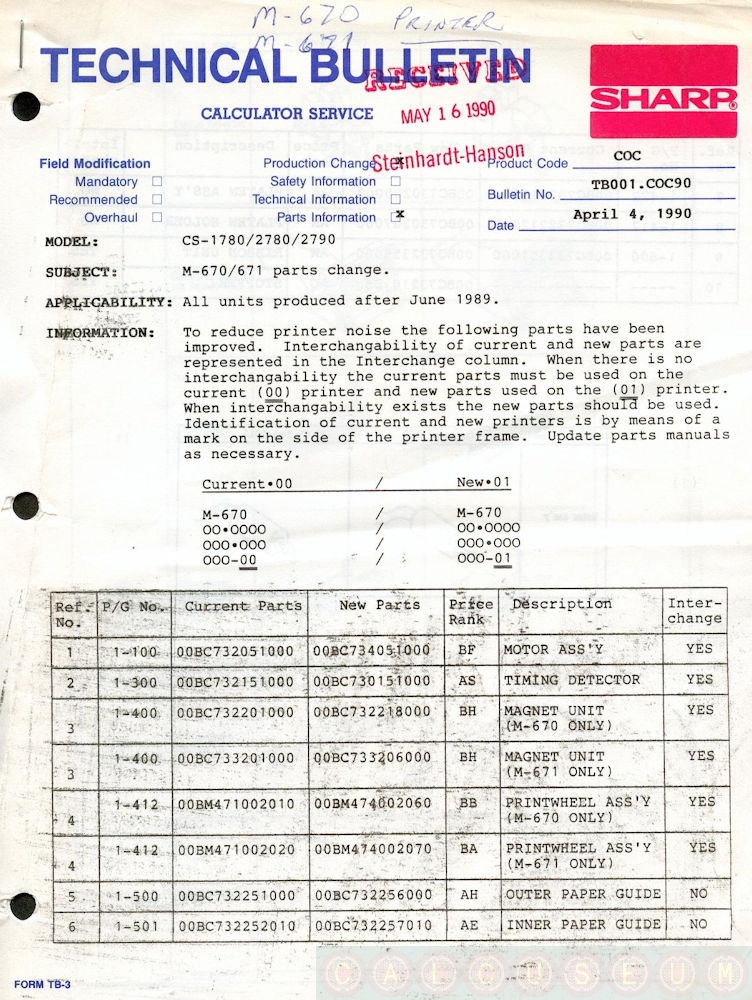 M-670 PRINTER
M-671
TECHNICAL BULLETIN
RECEIVED
SHARP®
CALCULATOR SERVICE
MAY 16 1990
Steinhardt-Hanson
Field Modification
Mandatory ☐
Recommended ☐
Overhaul ☐
Production Change x
Safety Information ☐
Technical Information ☐
Parts Information x
Product Code COC
Bulletin No. TB001.COC90
Date April 4, 1990
MODEL: CS-1780/2780/2790
SUBJECT: M-670/671 parts change.
APPLICABILITY: All units produced after June 1989.
INFORMATION: To reduce printer noise the following parts have been
improved. Interchangability of current and new parts are
represented in the Interchange column. When there is no
interchangability the current parts must be used on the
current (00) printer and new parts used on the (01) printer.
When interchangability exists the new parts should be used.
Identification of current and new printers is by means of a
mark on the side of the printer frame. Update parts manuals
as necessary.
Current•00 / New•01
M-670 / M-670
00•0000 / 00•0000
000•000 / 000•000
000-00 / 000-01
Ref. No. P/G No. Current Parts New Parts Price Rank Description Inter-change
1 1-100 00BC732051000 00BC734051000 BF MOTOR ASS'Y YES
2 1-300 00BC732151000 00BC730151000 AS TIMING DETECTOR YES
3 1-400 00BC732201000 00BC732218000 BH MAGNET UNIT (M-670 ONLY) YES
3 1-400 00BC733201000 00BC733206000 BH MAGNET UNIT (M-671 ONLY) YES
4 1-412 00BM471002010 00BM474002060 BB PRINTWHEEL ASS'Y (M-670 ONLY) YES
4 1-412 00BM471002020 00BM474002070 BA PRINTWHEEL ASS'Y (M-671 ONLY) YES
5 1-500 00BC732251000 00BC732256000 AH OUTER PAPER GUIDE NO
6 1-501 00BC732252010 00BC732257010 AE INNER PAPER GUIDE NO
FORM TB-3
CALCUSEUM